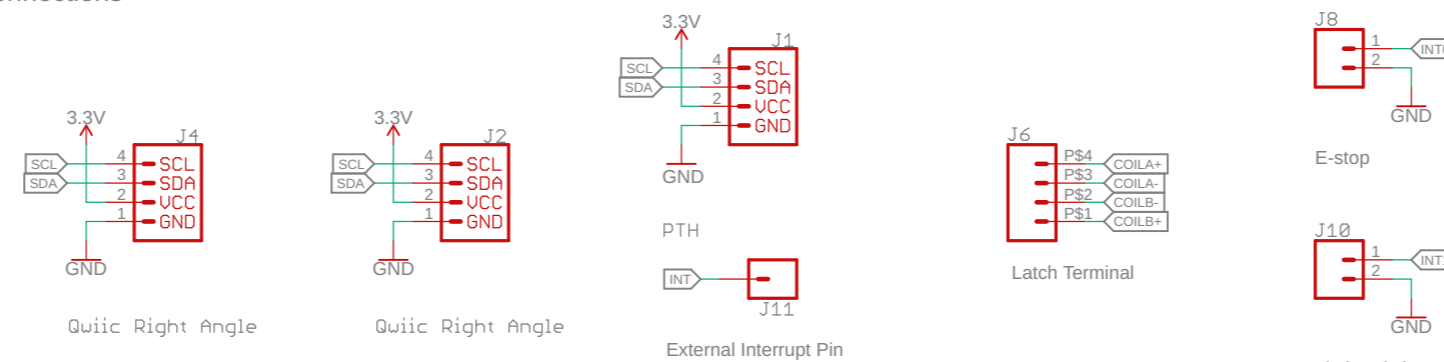 3.3V
J4
SCL
SDA
4
3
2
1
SCL
SDA
VCC
GND
GND
Qwiic Right Angle
3.3V
J2
SCL
SDA
4
3
2
1
SCL
SDA
VCC
GND
GND
Qwiic Right Angle
3.3V
J1
SCL
SDA
4
3
2
1
SCL
SDA
VCC
GND
GND
PTH
INT
J11
External Interrupt Pin
J6
P$4
P$3
P$2
P$1
COILA+
COILA-
COILB-
COILB+
Latch Terminal
J8
1
2
GND
E-stop
J10
1
2
GND